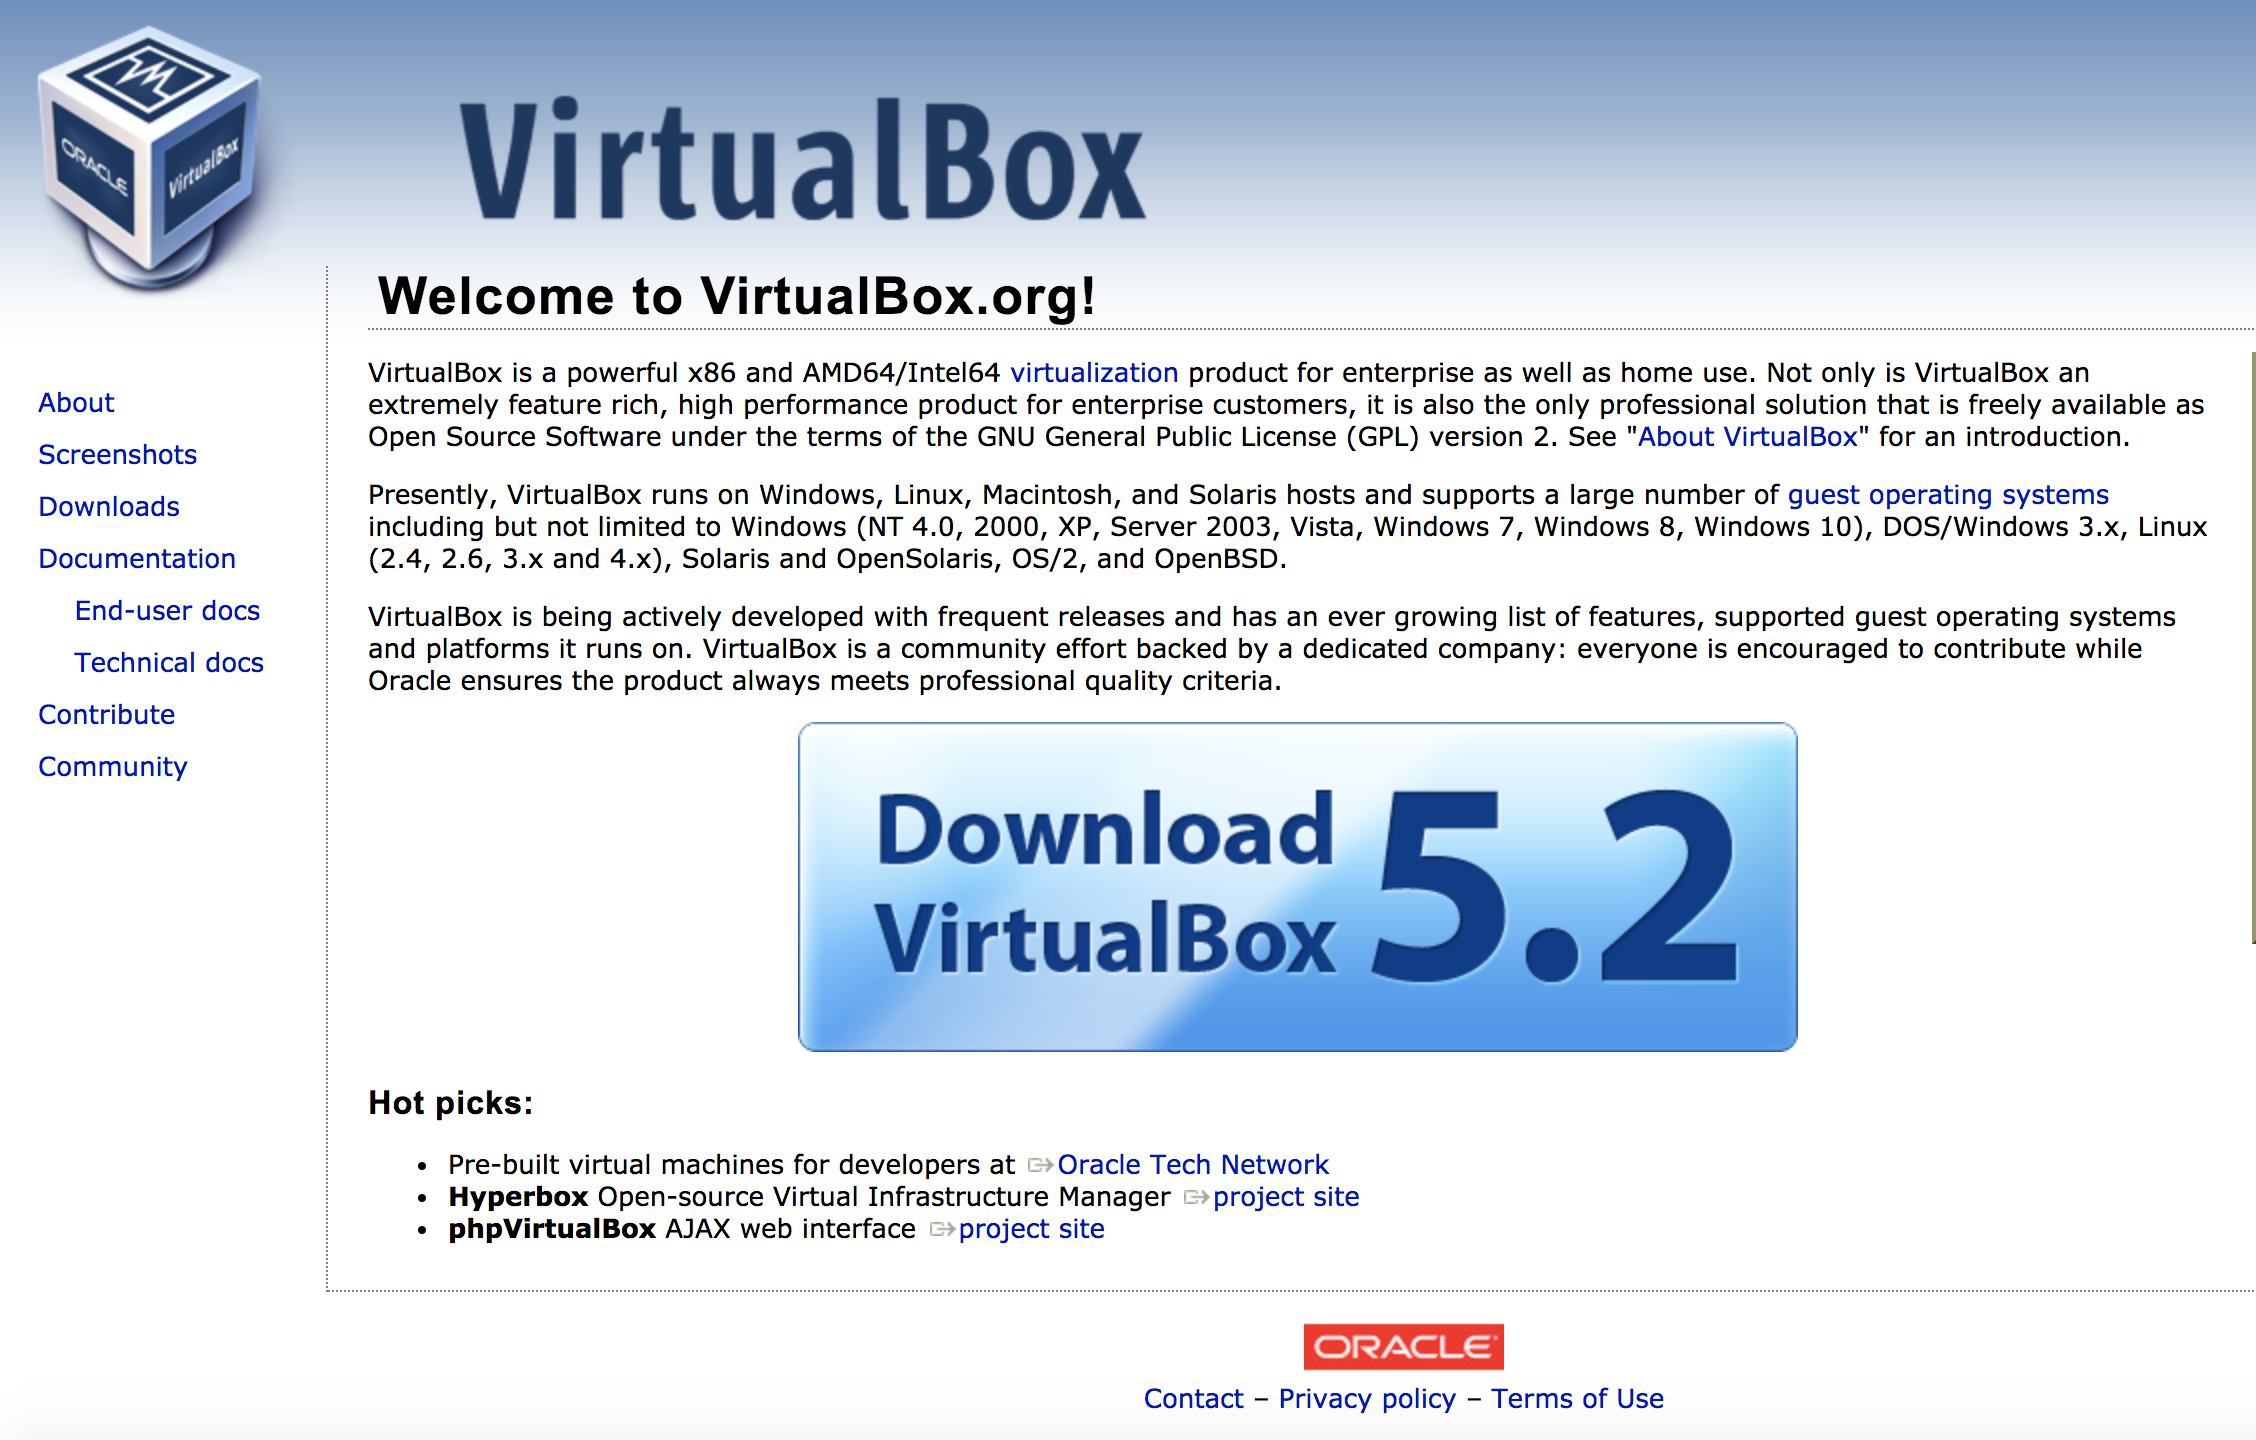 ORACLE
VirtualBox
VirtualBox
Welcome to VirtualBox.org!
About
Screenshots
Downloads
Documentation
End-user docs
Technical docs
Contribute
Community
VirtualBox is a powerful x86 and AMD64/Intel64 virtualization product for enterprise as well as home use. Not only is VirtualBox an
extremely feature rich, high performance product for enterprise customers, it is also the only professional solution that is freely available as
Open Source Software under the terms of the GNU General Public License (GPL) version 2. See "About VirtualBox" for an introduction.
Presently, VirtualBox runs on Windows, Linux, Macintosh, and Solaris hosts and supports a large number of guest operating systems
including but not limited to Windows (NT 4.0, 2000, XP, Server 2003, Vista, Windows 7, Windows 8, Windows 10), DOS/Windows 3.x, Linux
(2.4, 2.6, 3.x and 4.x), Solaris and OpenSolaris, OS/2, and OpenBSD.
VirtualBox is being actively developed with frequent releases and has an ever growing list of features, supported guest operating systems
and platforms it runs on. VirtualBox is a community effort backed by a dedicated company: everyone is encouraged to contribute while
Oracle ensures the product always meets professional quality criteria.
Download
VirtualBox 5.2
Hot picks:
• Pre-built virtual machines for developers at Oracle Tech Network
• Hyperbox Open-source Virtual Infrastructure Manager project site
• phpVirtualBox AJAX web interface project site
ORACLE
Contact – Privacy policy – Terms of Use